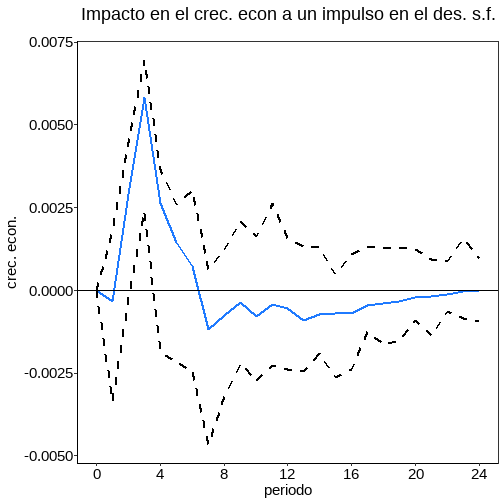 Impacto en el crec. econ a un impulso en el des. s.f.
0.0075
0.0050
0.0025
0.0000
-0.0025
-0.0050
crec. econ.
0 4 8 12 16 20 24
periodo